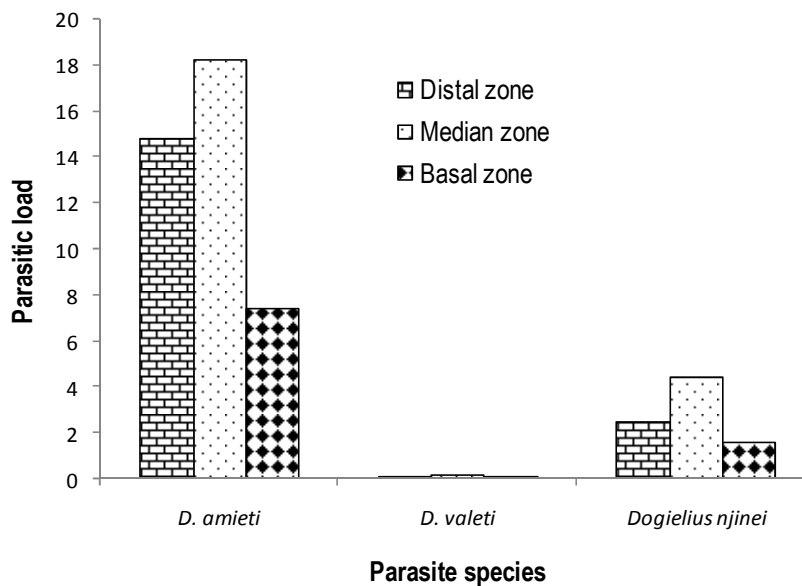 20
18
16
14
12
10
8
6
4
2
0
Parasitic load
Distal zone
Median zone
Basal zone
D. amieti
D. valeti
Dogielius njinei
Parasite species